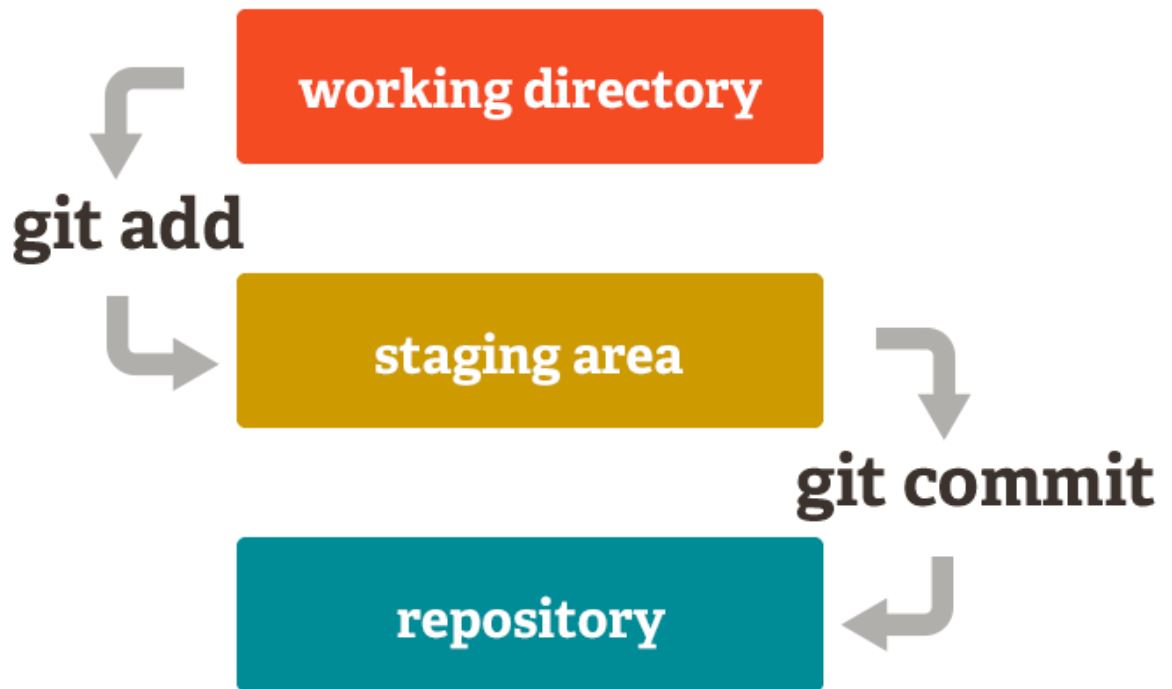 working directory
git add
staging area
git commit
repository